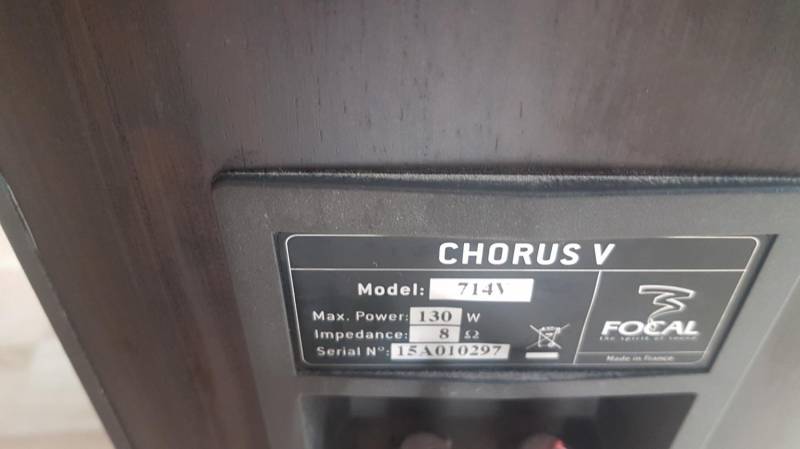 CHORUS V
Model: 714V
Max. Power: 130 W
Impedance: 8 Ω
Serial N°: 15A010297
FOCAL
the spirit of sound
Made in France